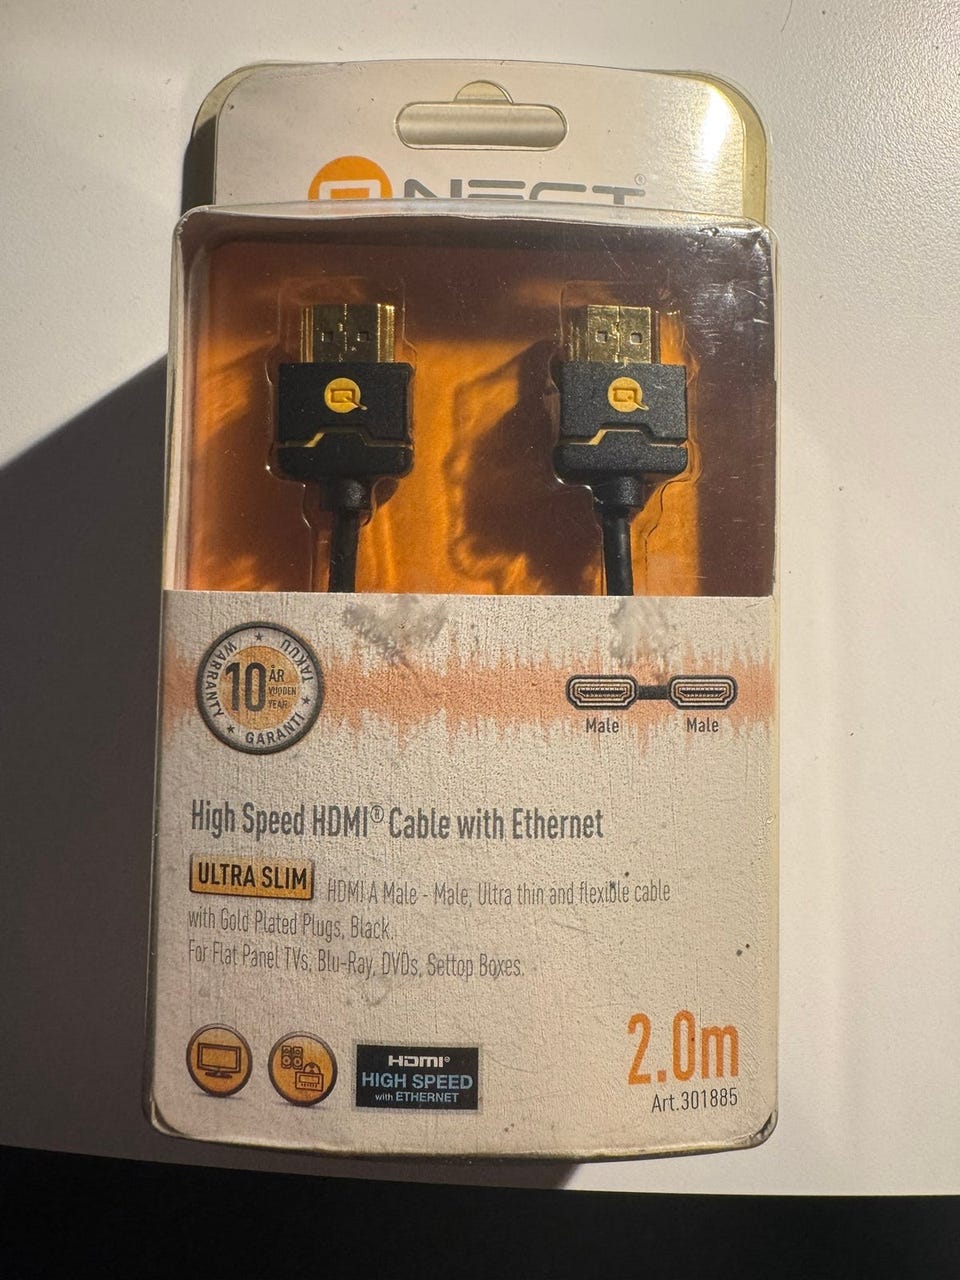 QNECT®
WARRANTY
TAKUU
10 ÅR
VUODEN
YEAR
GARANTI
Male Male
High Speed HDMI® Cable with Ethernet
ULTRA SLIM HDMI A Male - Male, Ultra thin and flexible cable
with Gold Plated Plugs, Black.
For Flat Panel TVs, Blu-Ray, DVDs, Settop Boxes.
2.0m
HDMI®
HIGH SPEED
with ETHERNET
Art.301885